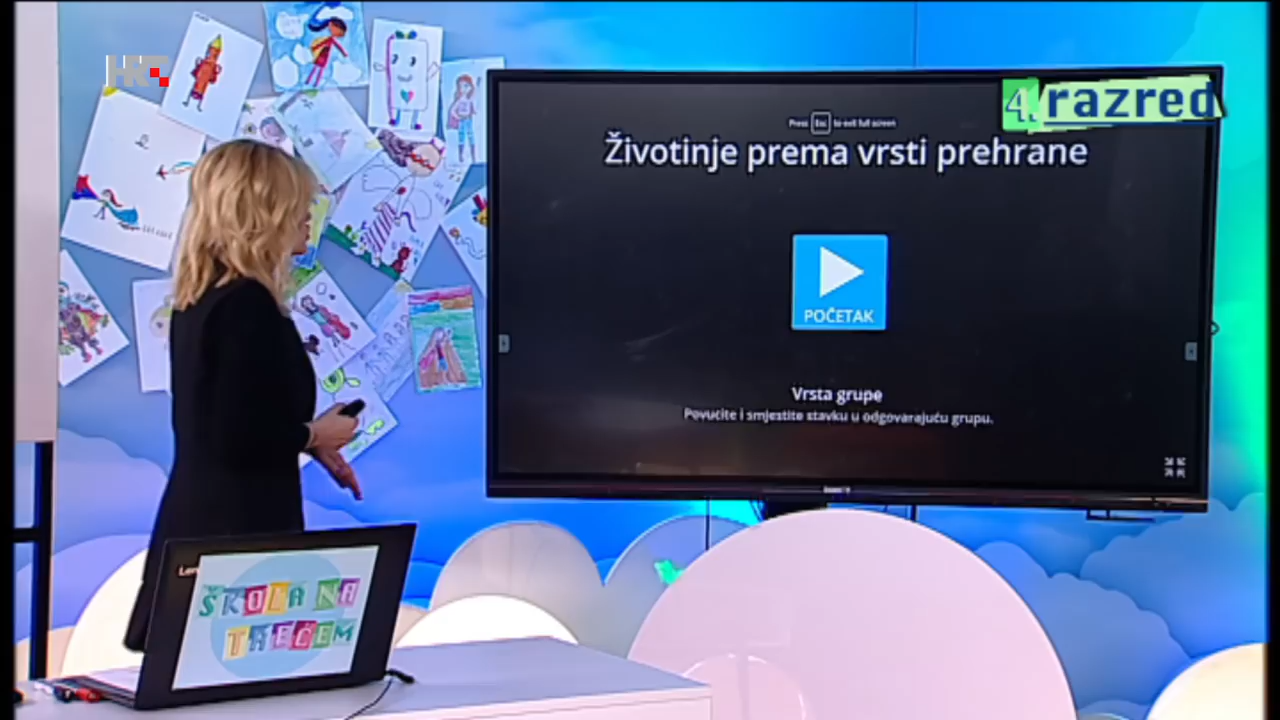 HRT
4. razred
Press Esc to exit full screen
Životinje prema vrsti prehrane
POČETAK
Vrsta grupe
Povucite i smjestite stavku u odgovarajuću grupu.
ŠKOLA NA
TREĆEM